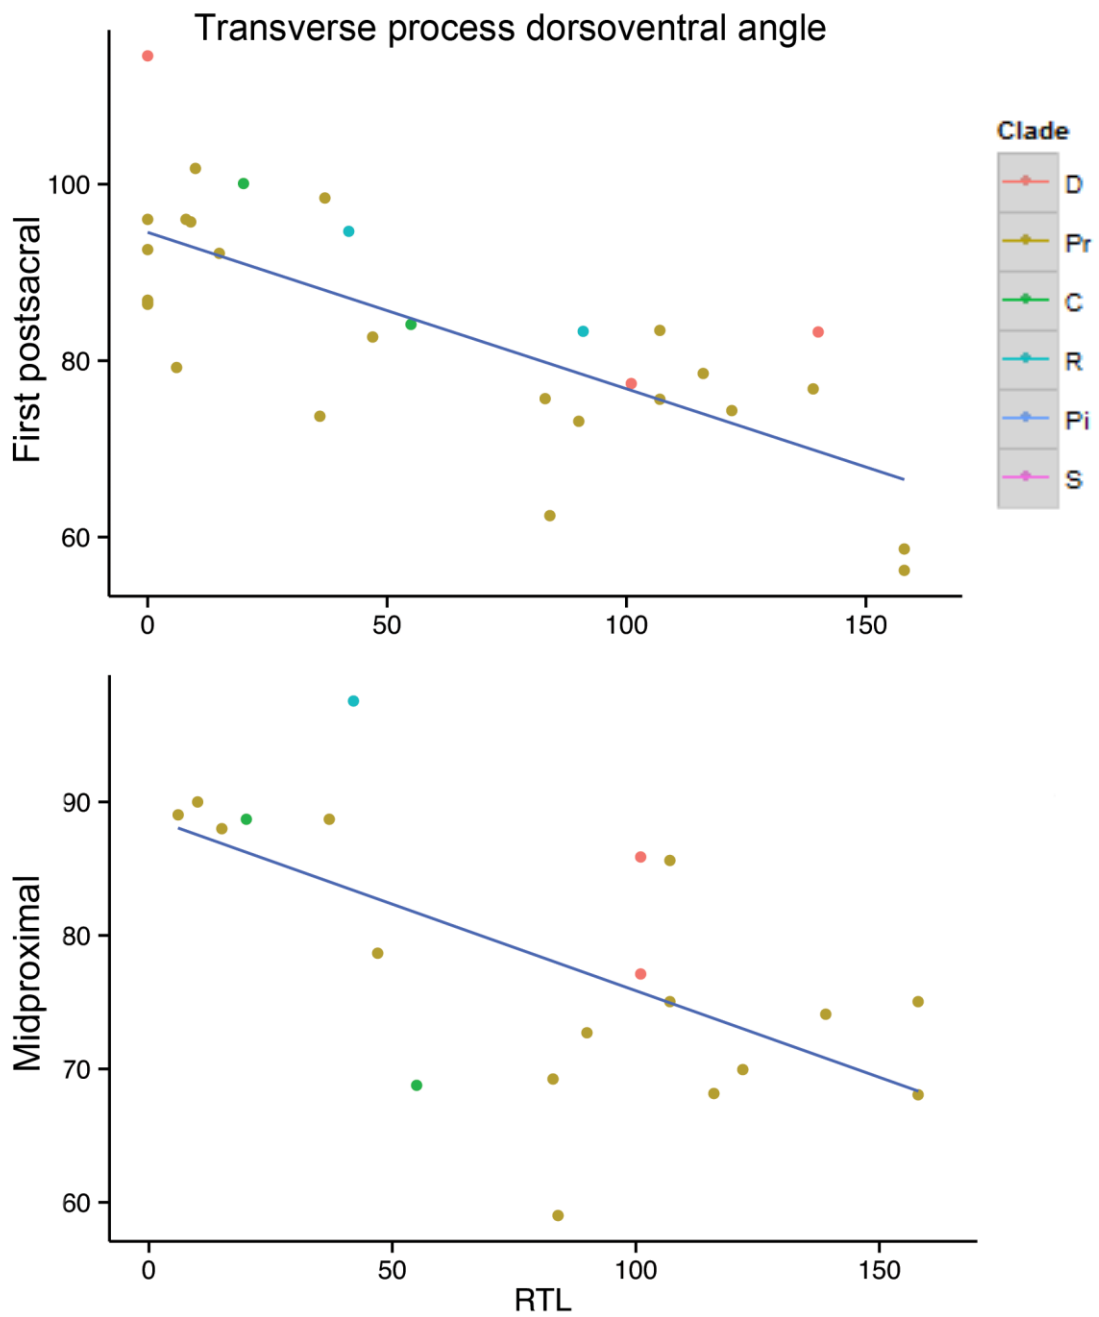 Transverse process dorsoventral angle
First postsacral
100
80
60
0 50 100 150
Clade
D
Pr
C
R
Pi
S
Midproximal
90
80
70
60
0 50 100 150
RTL